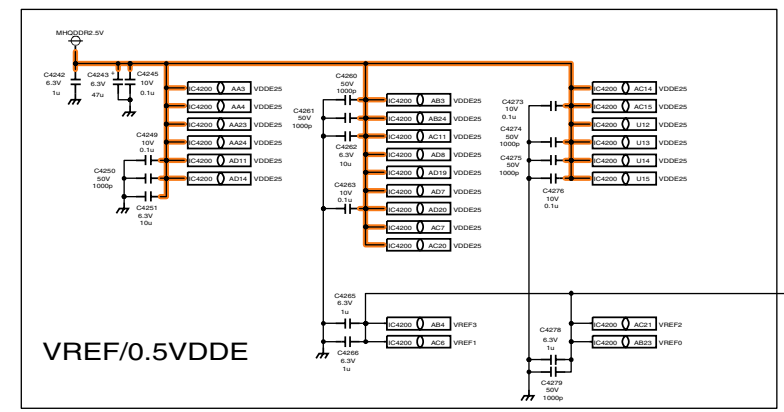 MHQDDR2.5V
C4242
6.3V
1u
C4243 +
6.3V
47u
C4245
10V
0.1u
IC4200 AA3 VDDE25
IC4200 AA4 VDDE25
IC4200 AA23 VDDE25
IC4200 AA24 VDDE25
IC4200 AD11 VDDE25
IC4200 AD14 VDDE25
C4249
10V
0.1u
C4250
50V
1000p
C4251
6.3V
10u
C4260
50V
1000p
C4261
50V
1000p
C4262
6.3V
10u
C4263
10V
0.1u
IC4200 AB3 VDDE25
IC4200 AB24 VDDE25
IC4200 AC11 VDDE25
IC4200 AD8 VDDE25
IC4200 AD19 VDDE25
IC4200 AD7 VDDE25
IC4200 AD20 VDDE25
IC4200 AC7 VDDE25
IC4200 AC20 VDDE25
C4273
10V
0.1u
C4274
50V
1000p
C4275
50V
1000p
C4276
10V
0.1u
IC4200 AC14 VDDE25
IC4200 AC15 VDDE25
IC4200 U12 VDDE25
IC4200 U13 VDDE25
IC4200 U14 VDDE25
IC4200 U15 VDDE25
C4265
6.3V
1u
C4266
6.3V
1u
IC4200 AB4 VREF3
IC4200 AC6 VREF1
C4278
6.3V
1u
C4279
50V
1000p
IC4200 AC21 VREF2
IC4200 AB23 VREF0
VREF/0.5VDDE